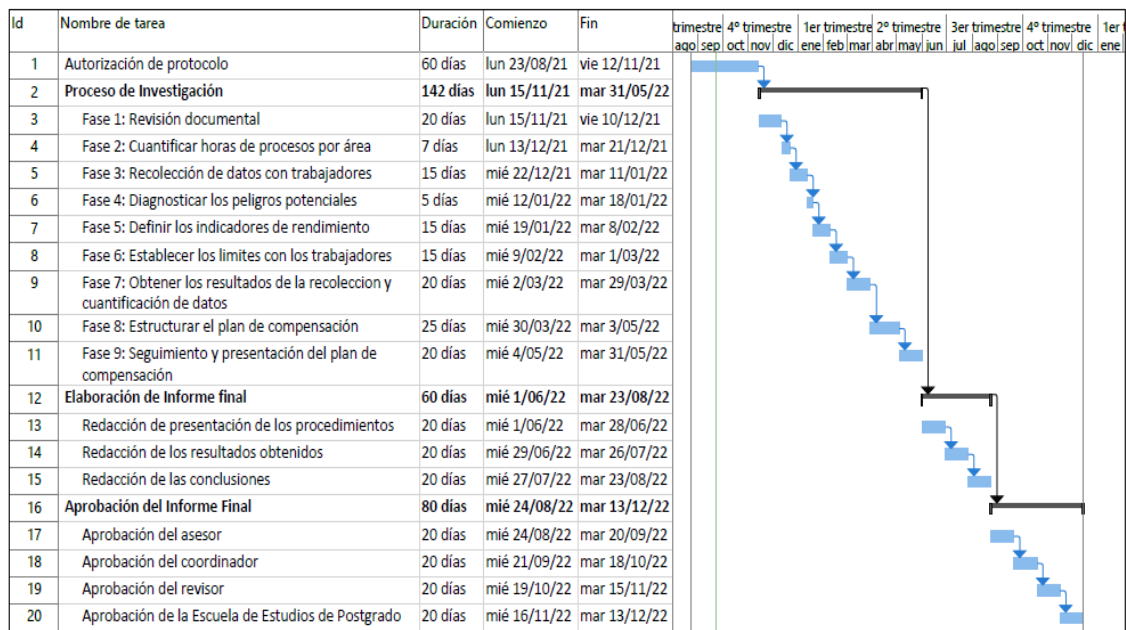 Id Nombre de tarea Duración Comienzo Fin
trimestre 4º trimestre 1er trimestre 2º trimestre 3er trimestre 4º trimestre 1er t
ago sep oct nov dic ene feb mar abr may jun jul ago sep oct nov dic ene
1 Autorización de protocolo 60 días lun 23/08/21 vie 12/11/21
2 Proceso de Investigación 142 días lun 15/11/21 mar 31/05/22
3 Fase 1: Revisión documental 20 días lun 15/11/21 vie 10/12/21
4 Fase 2: Cuantificar horas de procesos por área 7 días lun 13/12/21 mar 21/12/21
5 Fase 3: Recolección de datos con trabajadores 15 días mié 22/12/21 mar 11/01/22
6 Fase 4: Diagnosticar los peligros potenciales 5 días mié 12/01/22 mar 18/01/22
7 Fase 5: Definir los indicadores de rendimiento 15 días mié 19/01/22 mar 8/02/22
8 Fase 6: Establecer los limites con los trabajadores 15 días mié 9/02/22 mar 1/03/22
9 Fase 7: Obtener los resultados de la recoleccion y 20 días mié 2/03/22 mar 29/03/22
cuantificación de datos
10 Fase 8: Estructurar el plan de compensación 25 días mié 30/03/22 mar 3/05/22
11 Fase 9: Seguimiento y presentación del plan de 20 días mié 4/05/22 mar 31/05/22
compensación
12 Elaboración de Informe final 60 días mié 1/06/22 mar 23/08/22
13 Redacción de presentación de los procedimientos 20 días mié 1/06/22 mar 28/06/22
14 Redacción de los resultados obtenidos 20 días mié 29/06/22 mar 26/07/22
15 Redacción de las conclusiones 20 días mié 27/07/22 mar 23/08/22
16 Aprobación del Informe Final 80 días mié 24/08/22 mar 13/12/22
17 Aprobación del asesor 20 días mié 24/08/22 mar 20/09/22
18 Aprobación del coordinador 20 días mié 21/09/22 mar 18/10/22
19 Aprobación del revisor 20 días mié 19/10/22 mar 15/11/22
20 Aprobación de la Escuela de Estudios de Postgrado 20 días mié 16/11/22 mar 13/12/22